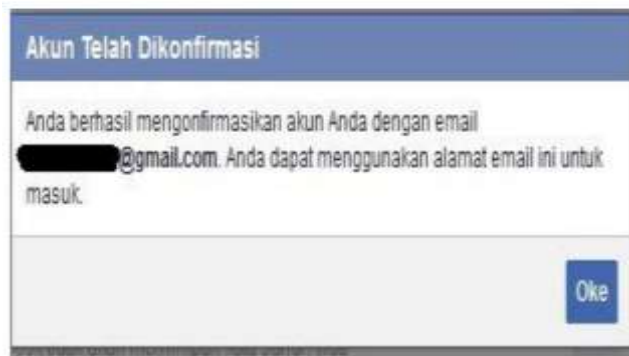 Akun Telah Dikonfirmasi
Anda berhasil mengonfirmasikan akun Anda dengan email
@gmail.com. Anda dapat menggunakan alamat email ini untuk
masuk.
Oke